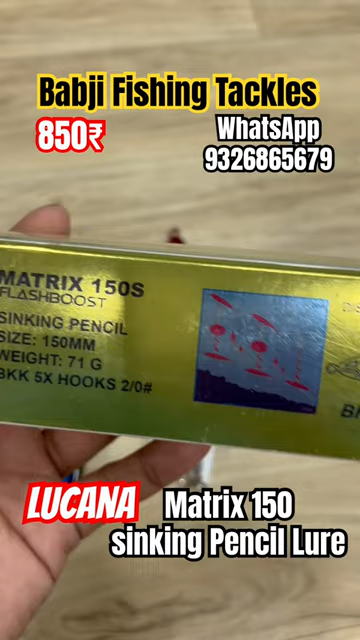 Babji Fishing Tackles
850₹
WhatsApp
9326865679
MATRIX 150S
FLASHBOOST
SINKING PENCIL
SIZE: 150MM
WEIGHT: 71 G
BKK 5X HOOKS 2/0#
LUCANA
Matrix 150
sinking Pencil Lure